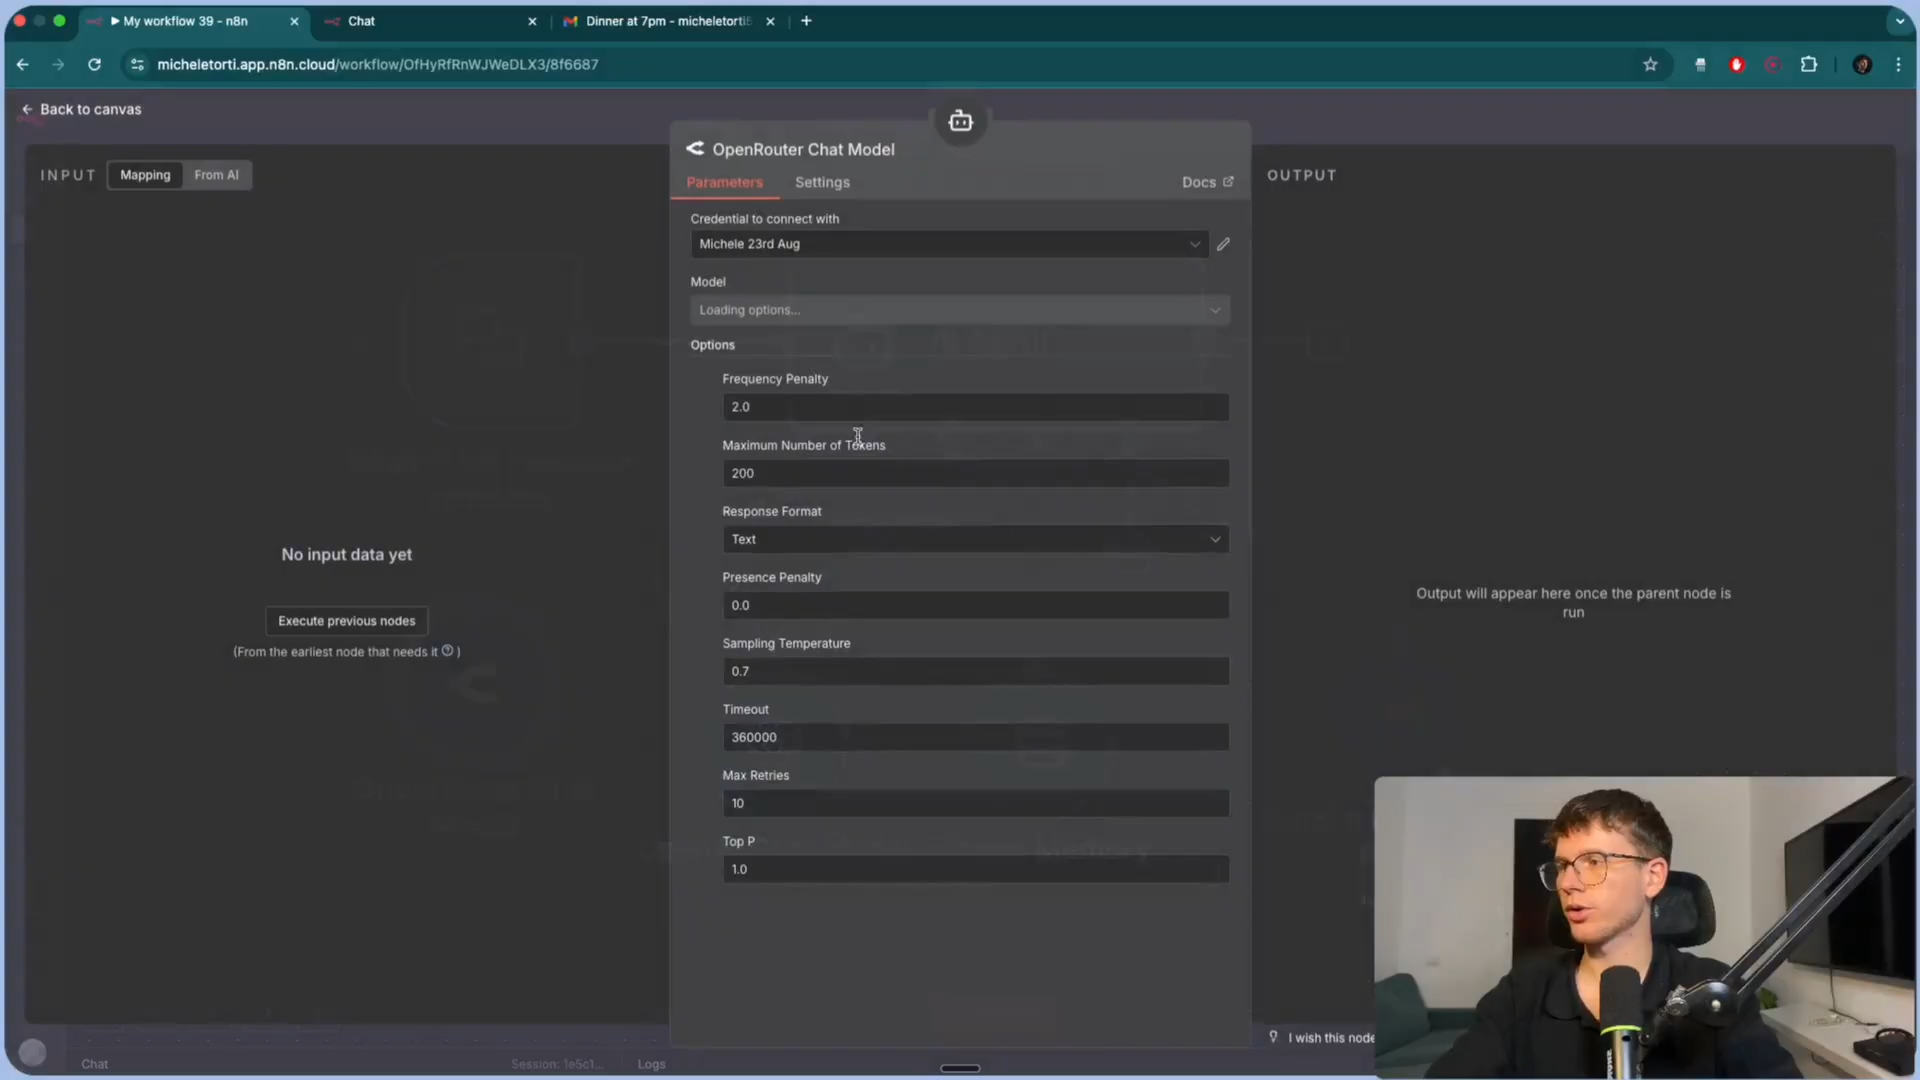 My workflow 39 - n8n
Chat
Dinner at 7pm - micheletorti5
micheletorti.app.n8n.cloud/workflow/OfHyRfRnWJWeDLX3/8f6687
Back to canvas
INPUT
Mapping
From AI
No input data yet
Execute previous nodes
(From the earliest node that needs it ? )
OpenRouter Chat Model
Parameters
Settings
Docs
Credential to connect with
Michele 23rd Aug
Model
Loading options...
Options
Frequency Penalty
2.0
Maximum Number of Tokens
200
Response Format
Text
Presence Penalty
0.0
Sampling Temperature
0.7
Timeout
360000
Max Retries
10
Top P
1.0
OUTPUT
Output will appear here once the parent node is
run
I wish this node
Chat
Session: 1e5c1...
Logs